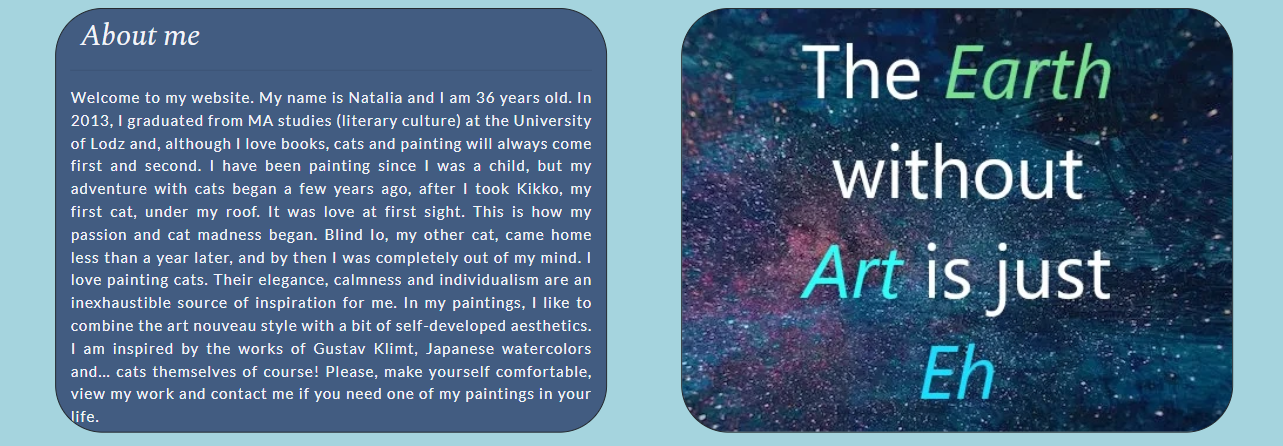 About me
Welcome to my website. My name is Natalia and I am 36 years old. In
2013, I graduated from MA studies (literary culture) at the University
of Lodz and, although I love books, cats and painting will always come
first and second. I have been painting since I was a child, but my
adventure with cats began a few years ago, after I took Kikko, my
first cat, under my roof. It was love at first sight. This is how my
passion and cat madness began. Blind Io, my other cat, came home
less than a year later, and by then I was completely out of my mind. I
love painting cats. Their elegance, calmness and individualism are an
inexhaustible source of inspiration for me. In my paintings, I like to
combine the art nouveau style with a bit of self-developed aesthetics.
I am inspired by the works of Gustav Klimt, Japanese watercolors
and... cats themselves of course! Please, make yourself comfortable,
view my work and contact me if you need one of my paintings in your
life.
The Earth
without
Art is just
Eh